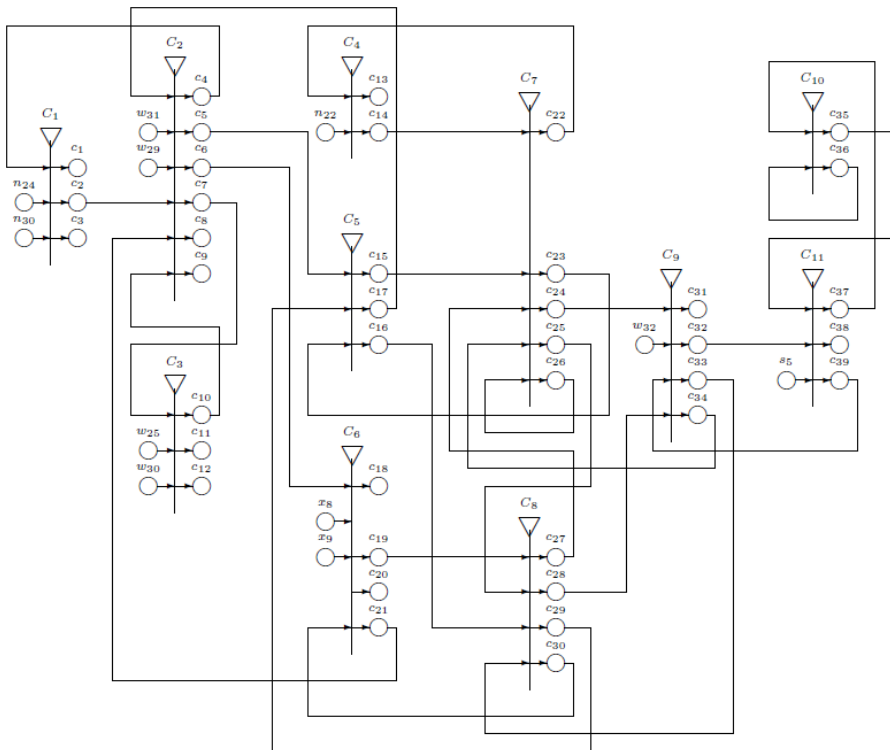 C₂
C₄
C₇
C₁₀
c₄
c₁₃
w₃₁
c₅
n₂₂
c₁₄
c₂₂
c₃₅
C₁
w₂₉
c₆
c₃₆
c₁
n₂₄
c₂
c₇
n₃₀
c₃
c₈
C₅
c₉
c₁₅
c₂₃
C₉
C₁₁
c₁₇
c₂₄
c₃₁
c₃₇
c₁₆
c₂₅
w₃₂
c₃₂
c₃₈
C₃
c₂₆
c₃₃
s₅
c₃₉
c₁₀
c₃₄
w₂₅
c₁₁
C₆
w₃₀
c₁₂
c₁₈
x₈
C₈
x₉
c₁₉
c₂₇
c₂₀
c₂₈
c₂₁
c₂₉
c₃₀